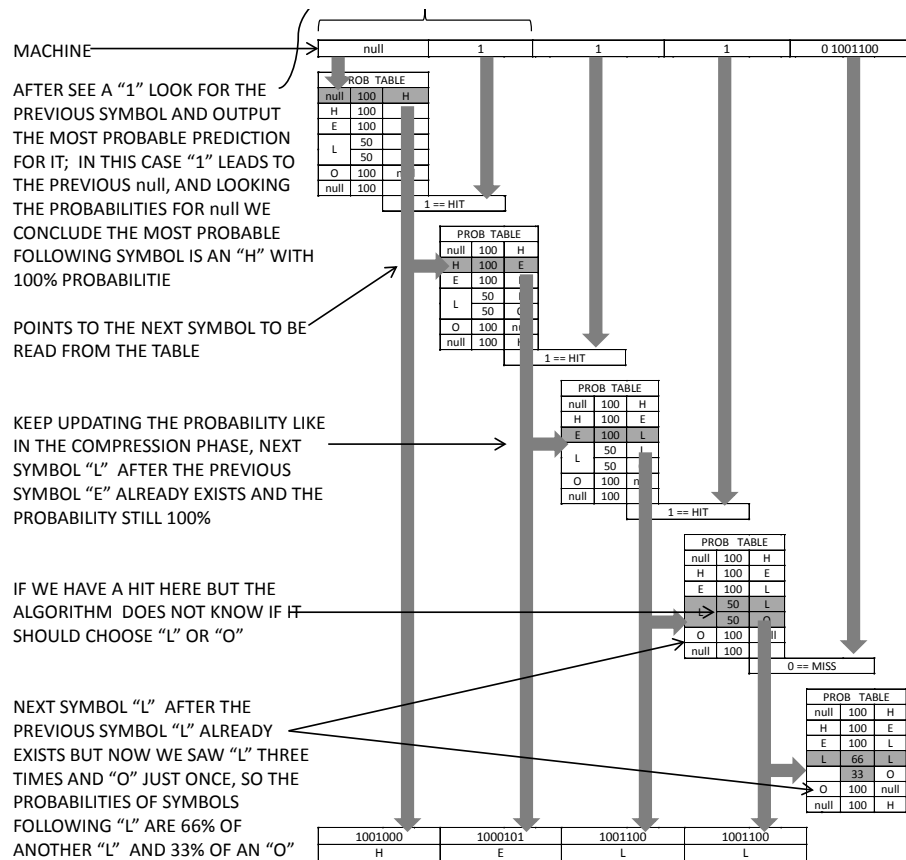 MACHINE
null 1 1 1 0 1001100
AFTER SEE A “1” LOOK FOR THE
PREVIOUS SYMBOL AND OUTPUT
THE MOST PROBABLE PREDICTION
FOR IT; IN THIS CASE “1” LEADS TO
THE PREVIOUS null, AND LOOKING
THE PROBABILITIES FOR null WE
CONCLUDE THE MOST PROBABLE
FOLLOWING SYMBOL IS AN “H” WITH
100% PROBABILITIE
PROB TABLE
null 100 H
H 100
E 100
L 50
50
O 100
null 100
1 == HIT
PROB TABLE
null 100 H
H 100 E
E 100
L 50
50
O 100
null 100
1 == HIT
POINTS TO THE NEXT SYMBOL TO BE
READ FROM THE TABLE
KEEP UPDATING THE PROBABILITY LIKE
IN THE COMPRESSION PHASE, NEXT
SYMBOL “L” AFTER THE PREVIOUS
SYMBOL “E” ALREADY EXISTS AND THE
PROBABILITY STILL 100%
PROB TABLE
null 100 H
H 100 E
E 100 L
L 50
50
O 100
null 100
1 == HIT
IF WE HAVE A HIT HERE BUT THE
ALGORITHM DOES NOT KNOW IF IT
SHOULD CHOOSE “L” OR “O”
PROB TABLE
null 100 H
H 100 E
E 100 L
L 50 L
50 O
O 100
null 100
0 == MISS
NEXT SYMBOL “L” AFTER THE
PREVIOUS SYMBOL “L” ALREADY
EXISTS BUT NOW WE SAW “L” THREE
TIMES AND “O” JUST ONCE, SO THE
PROBABILITIES OF SYMBOLS
FOLLOWING “L” ARE 66% OF
ANOTHER “L” AND 33% OF AN “O”
PROB TABLE
null 100 H
H 100 E
E 100 L
L 66 L
33 O
O 100 null
null 100 H
1001000 1000101 1001100 1001100
H E L L